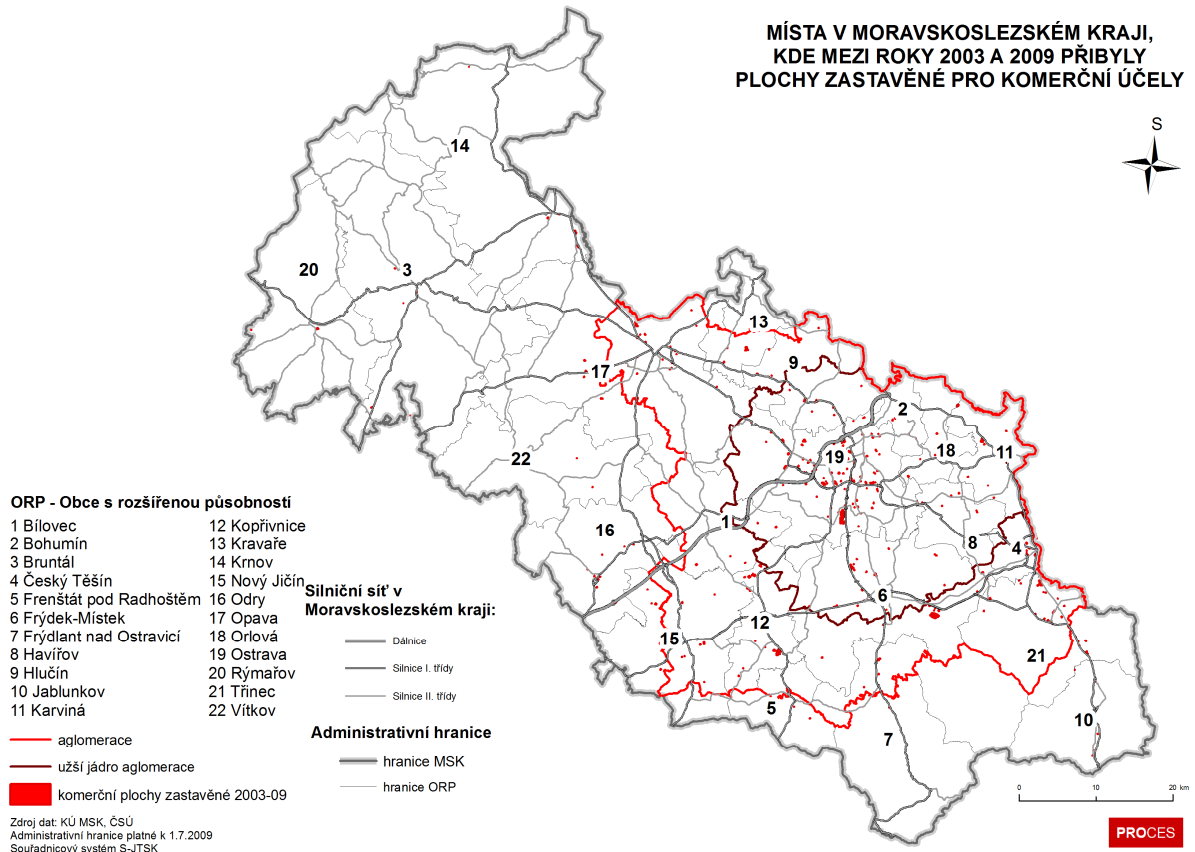 MÍSTA V MORAVSKOSLEZSKÉM KRAJI,
KDE MEZI ROKY 2003 A 2009 PŘIBYLY
PLOCHY ZASTAVĚNÉ PRO KOMERČNÍ ÚČELY
S
14
20
3
13
17
9
2
22
19
18
11
16
1
8
4
6
12
15
21
5
7
10
ORP - Obce s rozšířenou působností
1 Bílovec
2 Bohumín
3 Bruntál
4 Český Těšín
5 Frenštát pod Radhoštěm
6 Frýdek-Místek
7 Frýdlant nad Ostravicí
8 Havířov
9 Hlučín
10 Jablunkov
11 Karviná
12 Kopřivnice
13 Kravaře
14 Krnov
15 Nový Jičín
16 Odry
17 Opava
18 Orlová
19 Ostrava
20 Rýmařov
21 Třinec
22 Vítkov
aglomerace
užší jádro aglomerace
komerční plochy zastavěné 2003-09
Zdroj dat: KÚ MSK, ČSÚ
Administrativní hranice platné k 1.7.2009
Souřadnicový systém S-JTSK
Silniční síť v
Moravskoslezském kraji:
Dálnice
Silnice I. třídy
Silnice II. třídy
Administrativní hranice
hranice MSK
hranice ORP
0 10 20 km
PROCES